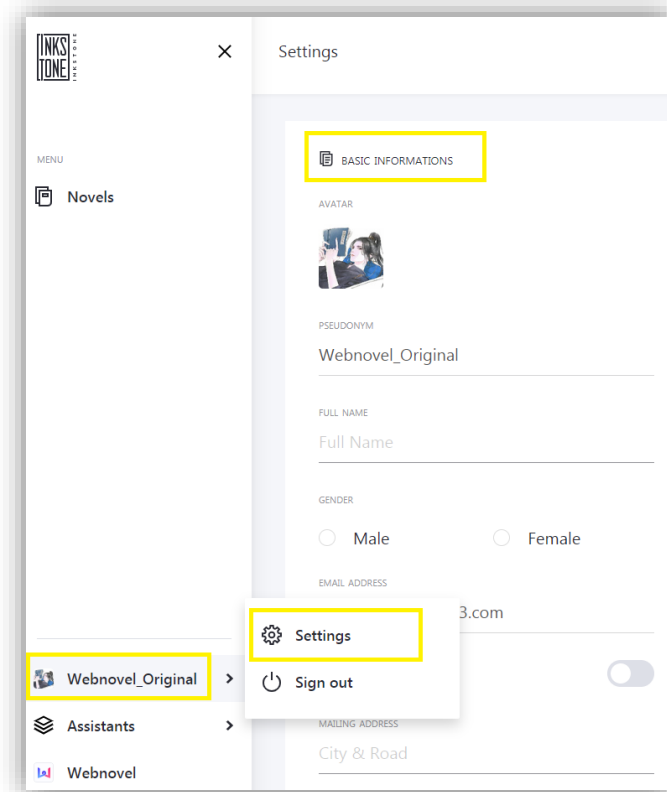 INKS
TONE
INKSTONE
Settings
MENU
Novels
BASIC INFORMATIONS
AVATAR
PSEUDONYM
Webnovel_Original
FULL NAME
Full Name
GENDER
Male
Female
EMAIL ADDRESS
3.com
Settings
Sign out
Webnovel_Original
Assistants
Webnovel
MAILING ADDRESS
City & Road